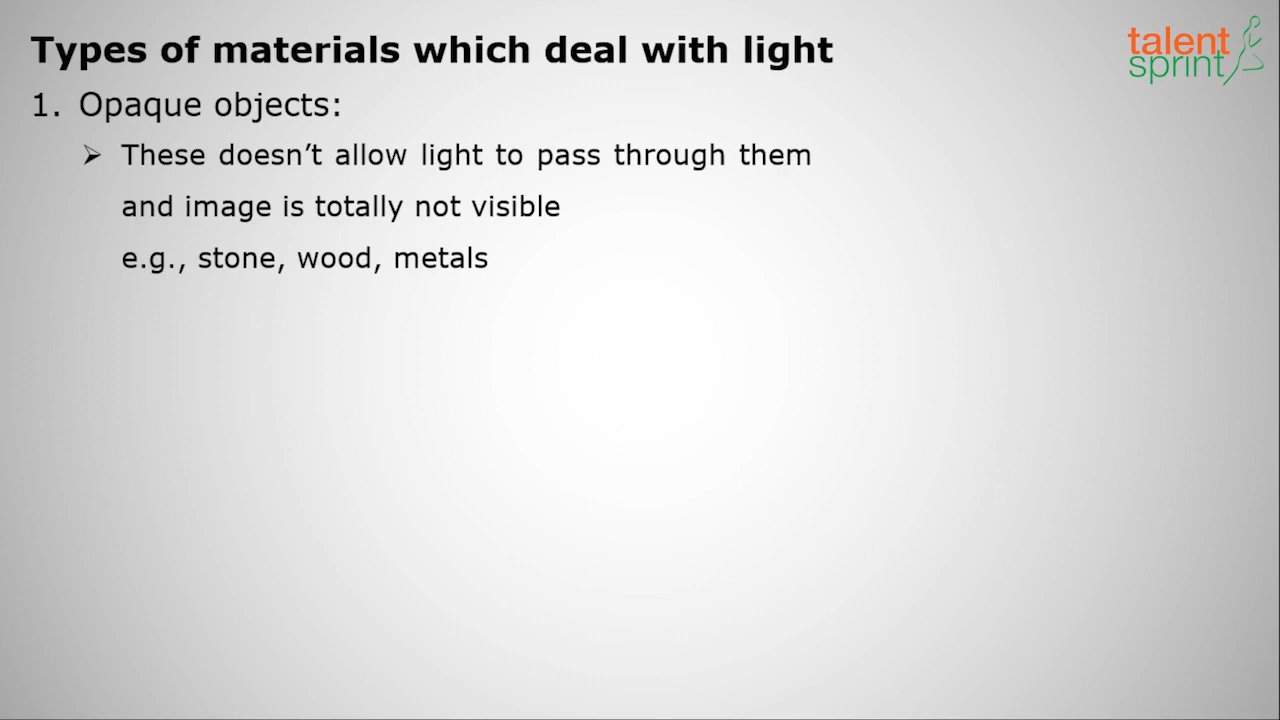 Types of materials which deal with light
talent
sprint
1. Opaque objects:
➢ These doesn’t allow light to pass through them
and image is totally not visible
e.g., stone, wood, metals